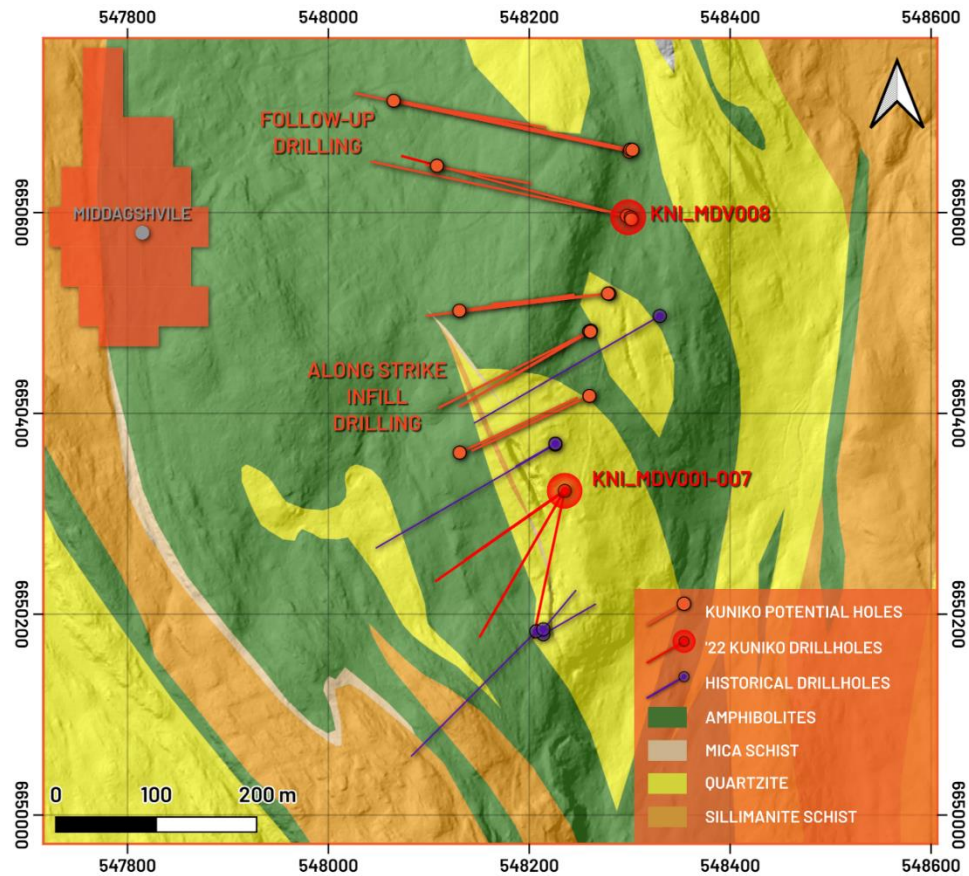 547800 548000 548200 548400 548600
FOLLOW-UP
DRILLING
MIDDAGSHVILE
KNI_MDV008
6650600 6650600
ALONG STRIKE
INFILL
DRILLING
6650400 6650400
KNI_MDV001-007
6650200 6650200
KUNIKO POTENTIAL HOLES
'22 KUNIKO DRILLHOLES
HISTORICAL DRILLHOLES
AMPHIBOLITES
MICA SCHIST
QUARTZITE
SILLIMANITE SCHIST
0 100 200 m
6650000 6650000
547800 548000 548200 548400 548600